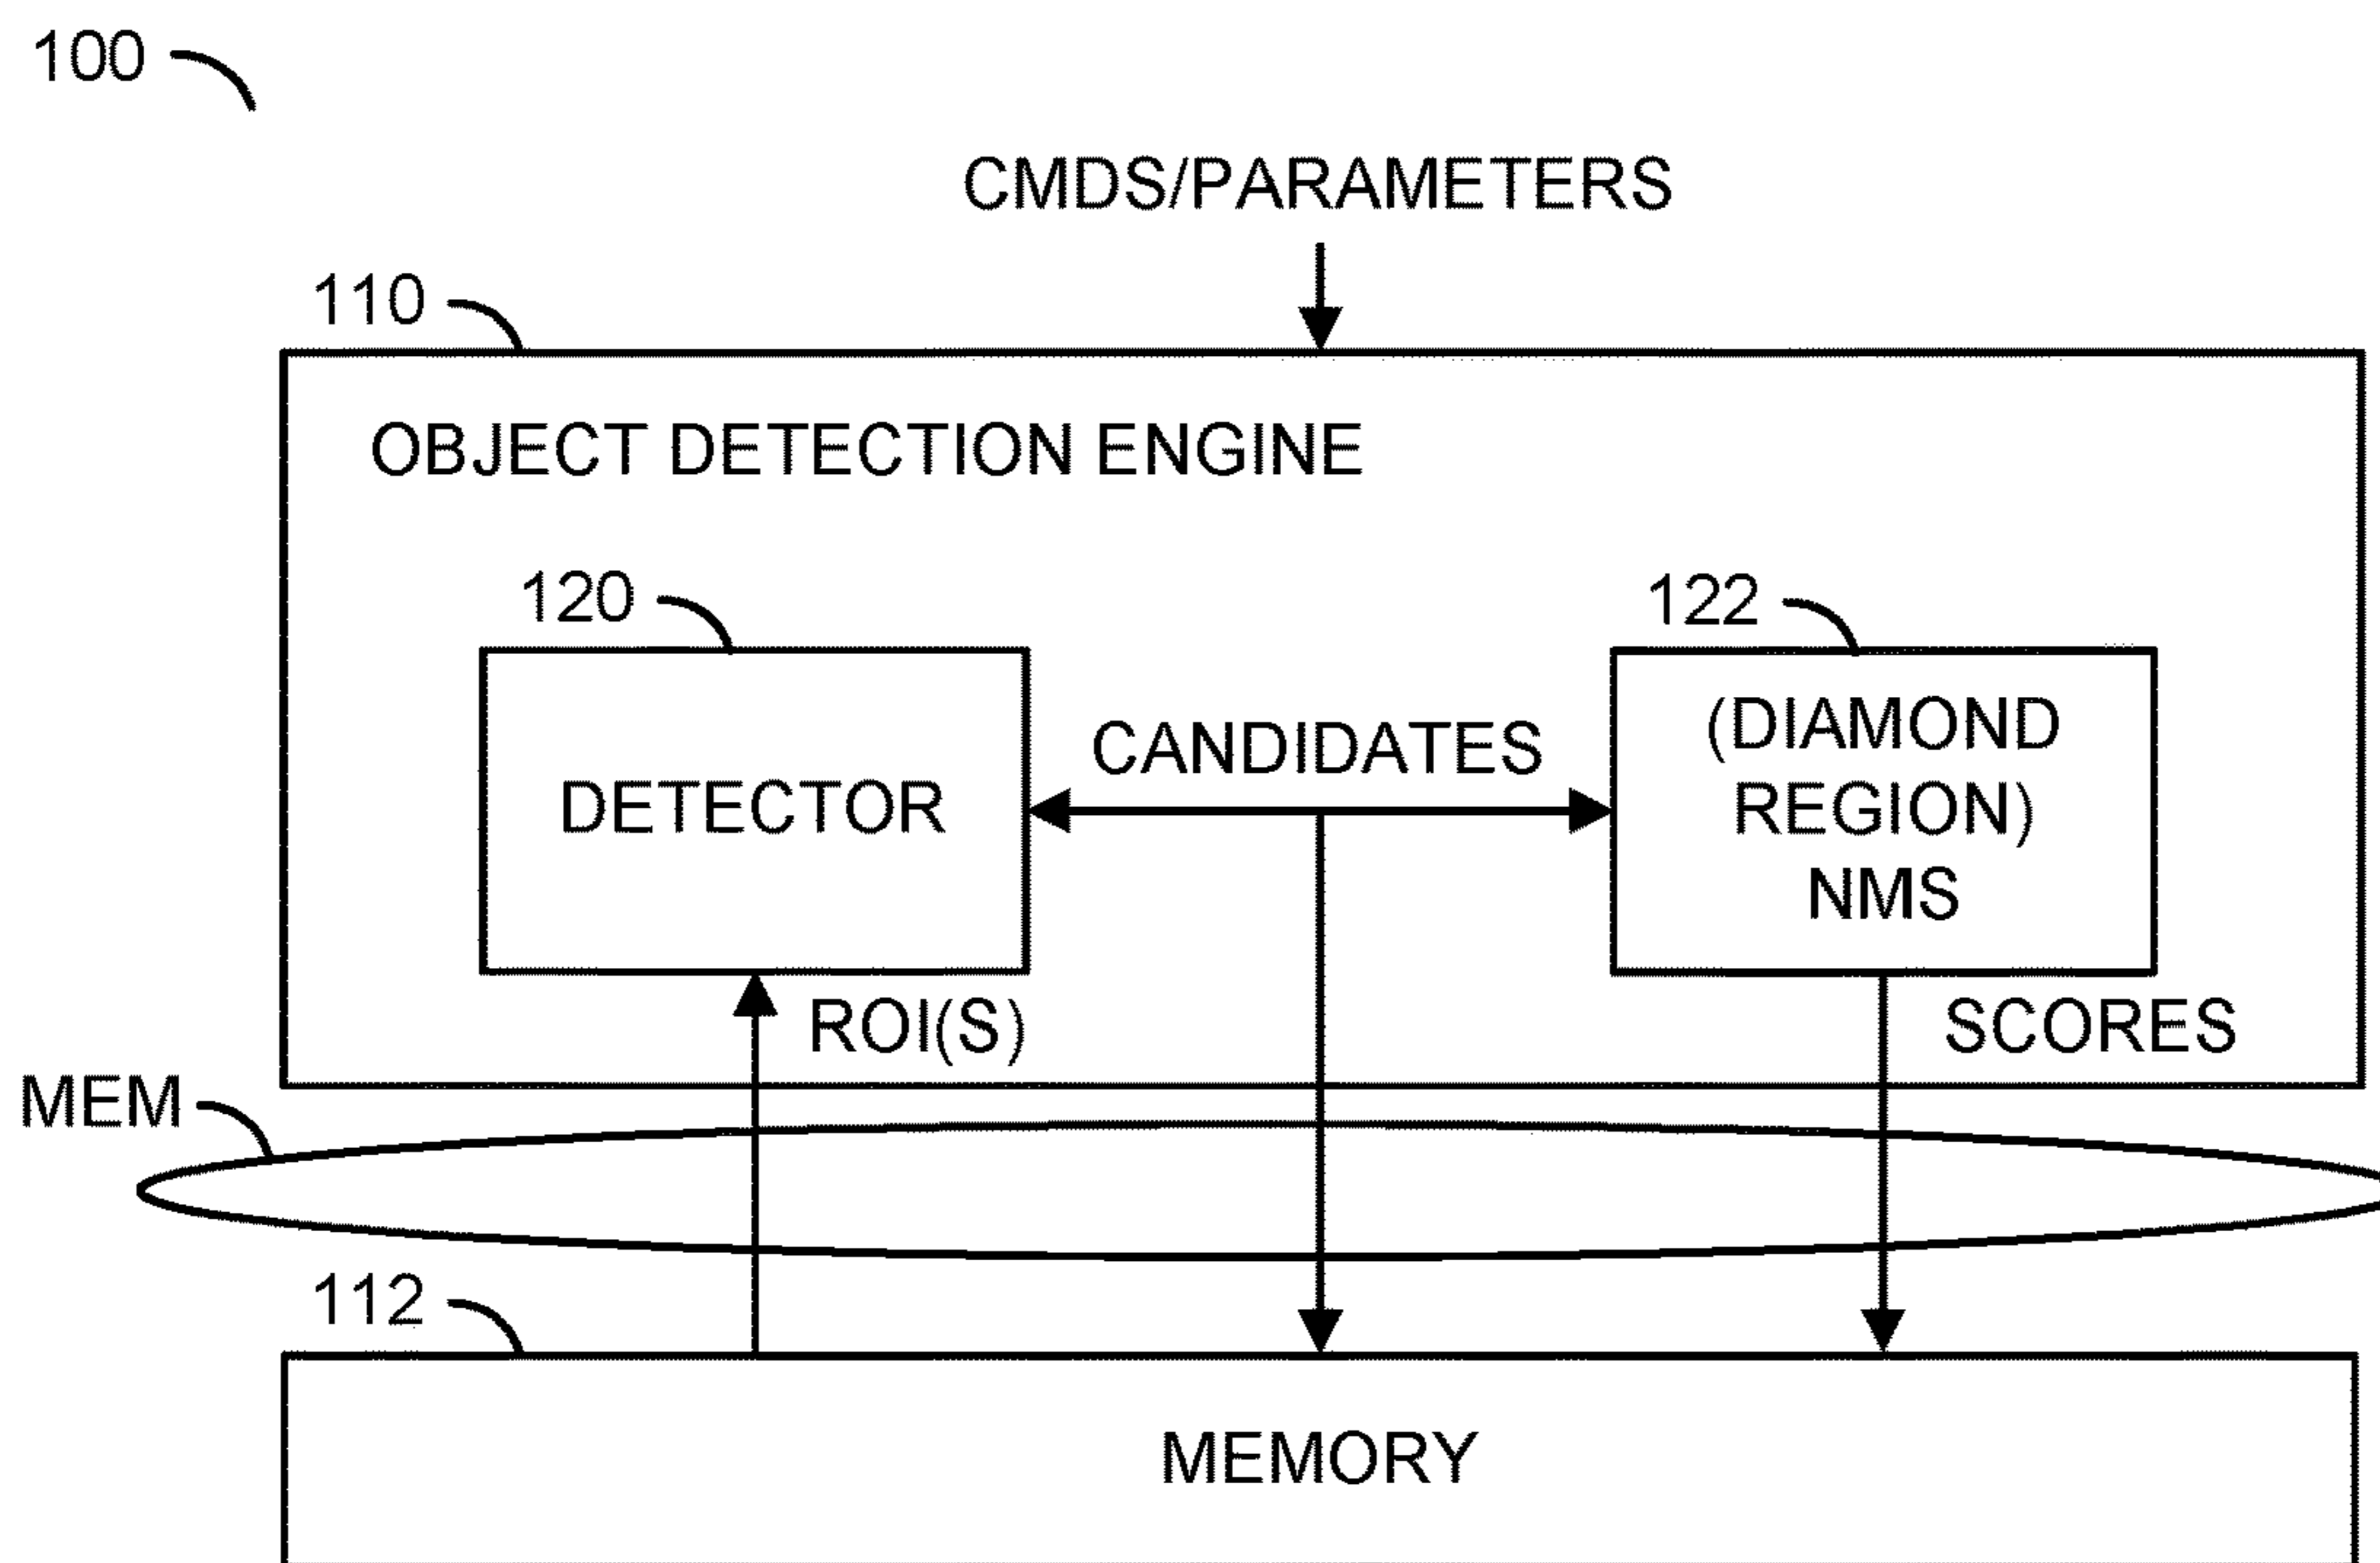 100
CMDS/PARAMETERS
110
OBJECT DETECTION ENGINE
120
122
DETECTOR
CANDIDATES
(DIAMOND
REGION)
NMS
ROI(S)
SCORES
MEM
112
MEMORY